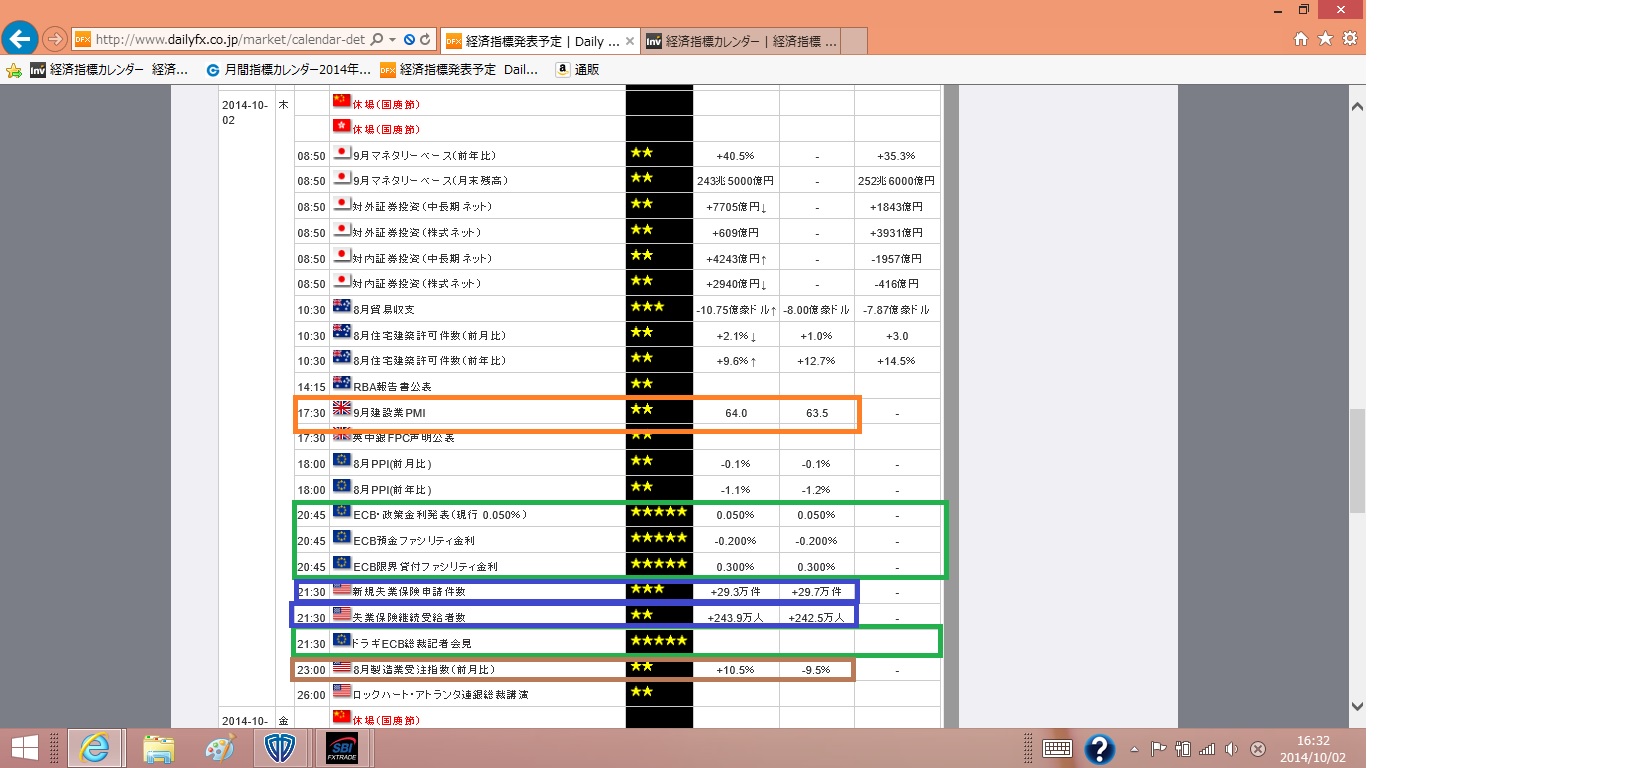 http://www.dailyfx.co.jp/market/calendar-det
経済指標発表予定 | Daily ...
経済指標カレンダー | 経済指標 ...
経済指標カレンダー 経済...
月間指標カレンダー2014年...
経済指標発表予定 Dail...
通販
2014-10-02 木 休場(国慶節)
休場(国慶節)
08:50 9月マネタリーベース(前年比) ★★ +40.5% - +35.3%
08:50 9月マネタリーベース(月末残高) ★★ 243兆5000億円 - 252兆6000億円
08:50 対外証券投資(中長期ネット) ★★ +7705億円↓ - +1843億円
08:50 対外証券投資(株式ネット) ★★ +609億円 - +3931億円
08:50 対内証券投資(中長期ネット) ★★ +4243億円↑ - -1957億円
08:50 対内証券投資(株式ネット) ★★ +2940億円↓ - -416億円
10:30 8月貿易収支 ★★★ -10.75億豪ドル↑ -8.00億豪ドル -7.87億豪ドル
10:30 8月住宅建築許可件数(前月比) ★★ +2.1%↓ +1.0% +3.0
10:30 8月住宅建築許可件数(前年比) ★★ +9.6%↑ +12.7% +14.5%
14:15 RBA報告書公表 ★★
17:30 9月建設業PMI ★★ 64.0 63.5 -
17:30 英中銀FPC声明公表 ★★
18:00 8月PPI(前月比) ★★ -0.1% -0.1% -
18:00 8月PPI(前年比) ★★ -1.1% -1.2% -
20:45 ECB・政策金利発表(現行 0.050%) ★★★★★ 0.050% 0.050% -
20:45 ECB預金ファシリティ金利 ★★★★★ -0.200% -0.200% -
20:45 ECB限界貸付ファシリティ金利 ★★★★★ 0.300% 0.300% -
21:30 新規失業保険申請件数 ★★★ +29.3万件 +29.7万件 -
21:30 失業保険継続受給者数 ★★ +243.9万人 +242.5万人 -
21:30 ドラギECB総裁記者会見 ★★★★★
23:00 8月製造業受注指数(前月比) ★★ +10.5% -9.5% -
26:00 ロックハート・アトランタ連銀総裁講演 ★★
2014-10- 金 休場(国慶節)
SBI
FXTRADE
16:32
2014/10/02